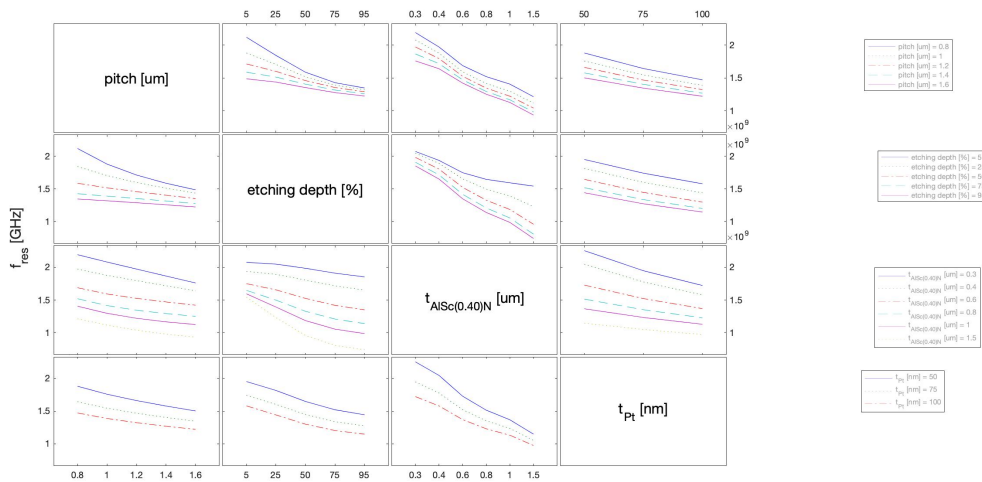 5 25 50 75 95
0.3 0.4 0.6 0.8 1 1.5
50 75 100
pitch [um]
2
1.5
1
×10⁹
pitch [um] = 0.8
pitch [um] = 1
pitch [um] = 1.2
pitch [um] = 1.4
pitch [um] = 1.6
2
1.5
1
etching depth [%]
×10⁹
2
1.5
1
×10⁹
etching depth [%] = 5
etching depth [%] = 2
etching depth [%] = 5
etching depth [%] = 7
etching depth [%] = 9
f_res [GHz]
2
1.5
1
t_AlSc(0.40)N [um]
2
1.5
1
t_AlSc(0.40)N [um] = 0.3
t_AlSc(0.40)N [um] = 0.4
t_AlSc(0.40)N [um] = 0.6
t_AlSc(0.40)N [um] = 0.8
t_AlSc(0.40)N [um] = 1
t_AlSc(0.40)N [um] = 1.5
2
1.5
1
t_Pt [nm]
t_Pt [nm] = 50
t_Pt [nm] = 75
t_Pt [nm] = 100
0.8 1 1.2 1.4 1.6
5 25 50 75 95
0.3 0.4 0.6 0.8 1 1.5
50 75 100